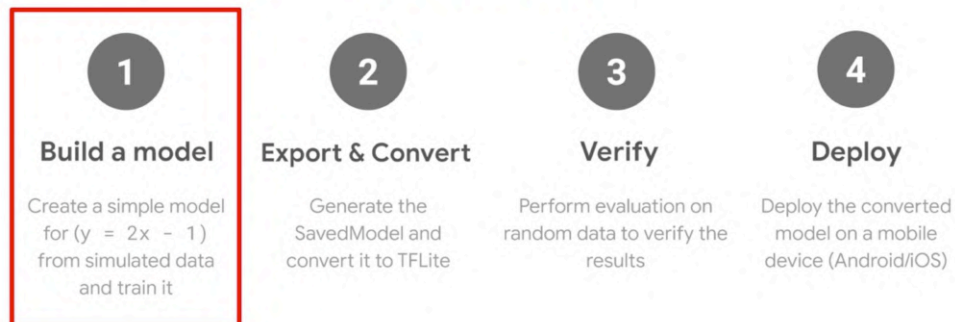 1
Build a model
Create a simple model
for (y = 2x - 1)
from simulated data
and train it
2
Export & Convert
Generate the
SavedModel and
convert it to TFLite
3
Verify
Perform evaluation on
random data to verify the
results
4
Deploy
Deploy the converted
model on a mobile
device (Android/iOS)